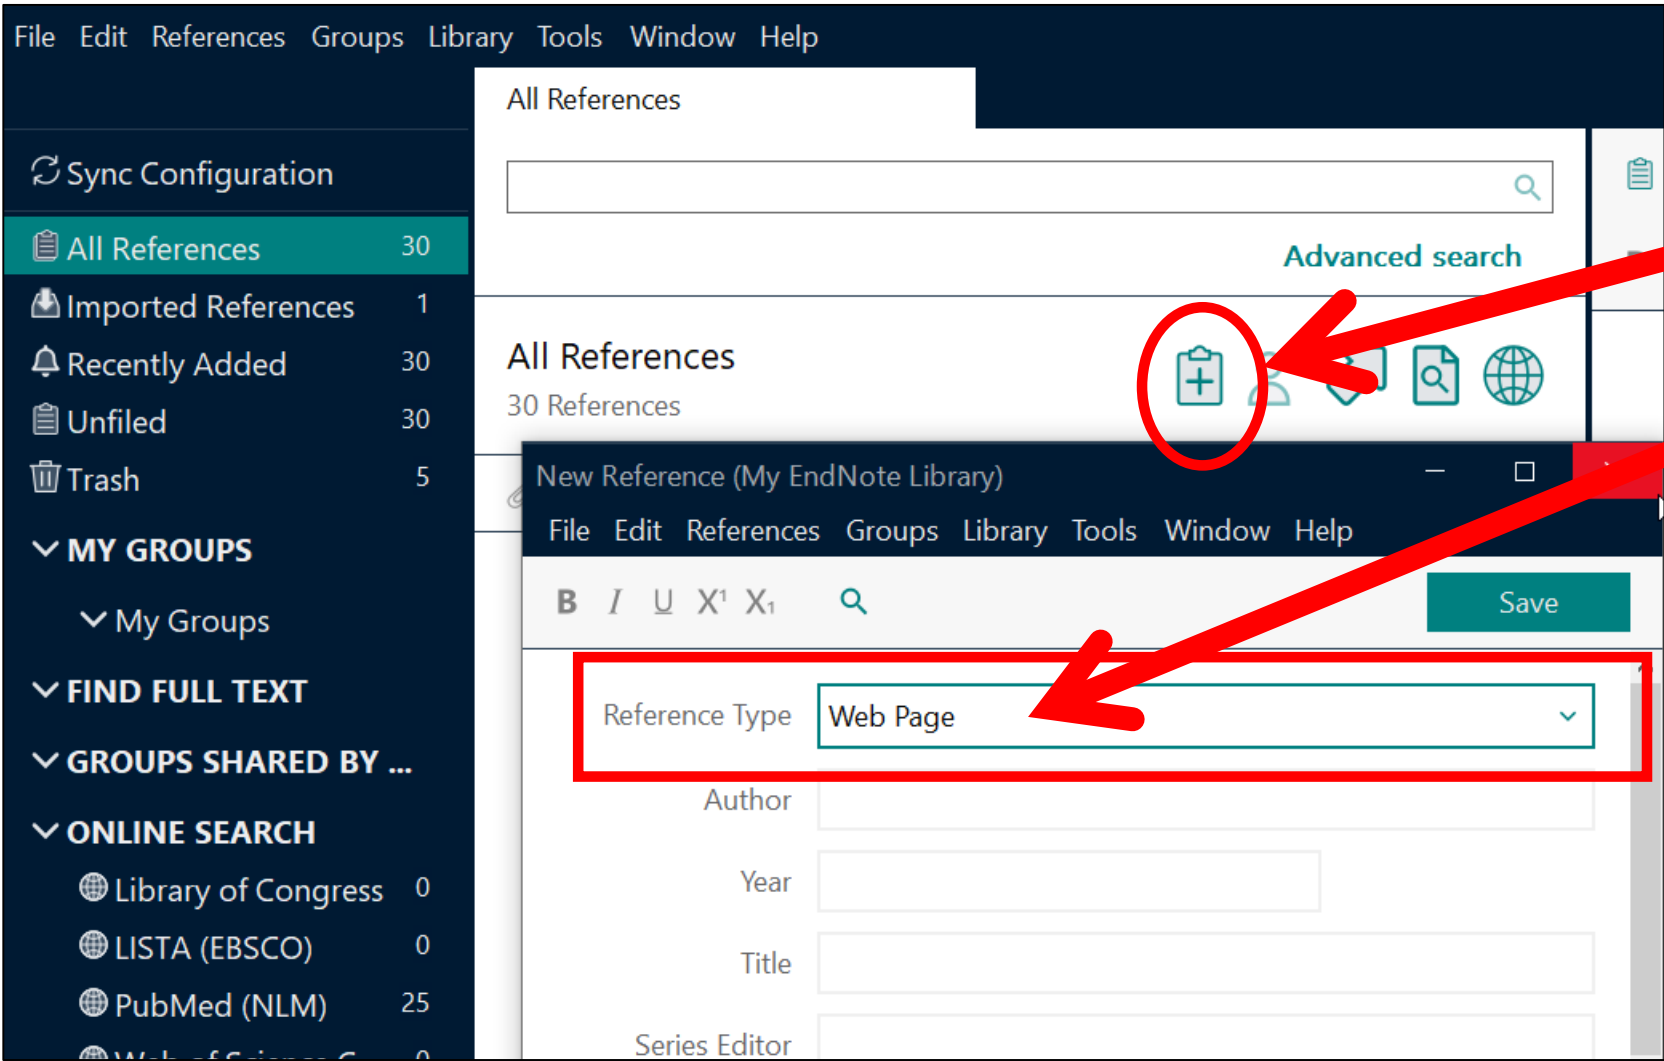 File Edit References Groups Library Tools Window Help
All References
Sync Configuration
Advanced search
All References 30
Imported References 1
Recently Added 30
Unfiled 30
Trash 5
MY GROUPS
My Groups
FIND FULL TEXT
GROUPS SHARED BY ...
ONLINE SEARCH
Library of Congress 0
LISTA (EBSCO) 0
PubMed (NLM) 25
All References
30 References
New Reference (My EndNote Library)
File Edit References Groups Library Tools Window Help
B I U X¹ X₁
Save
Reference Type Web Page
Author
Year
Title
Series Editor